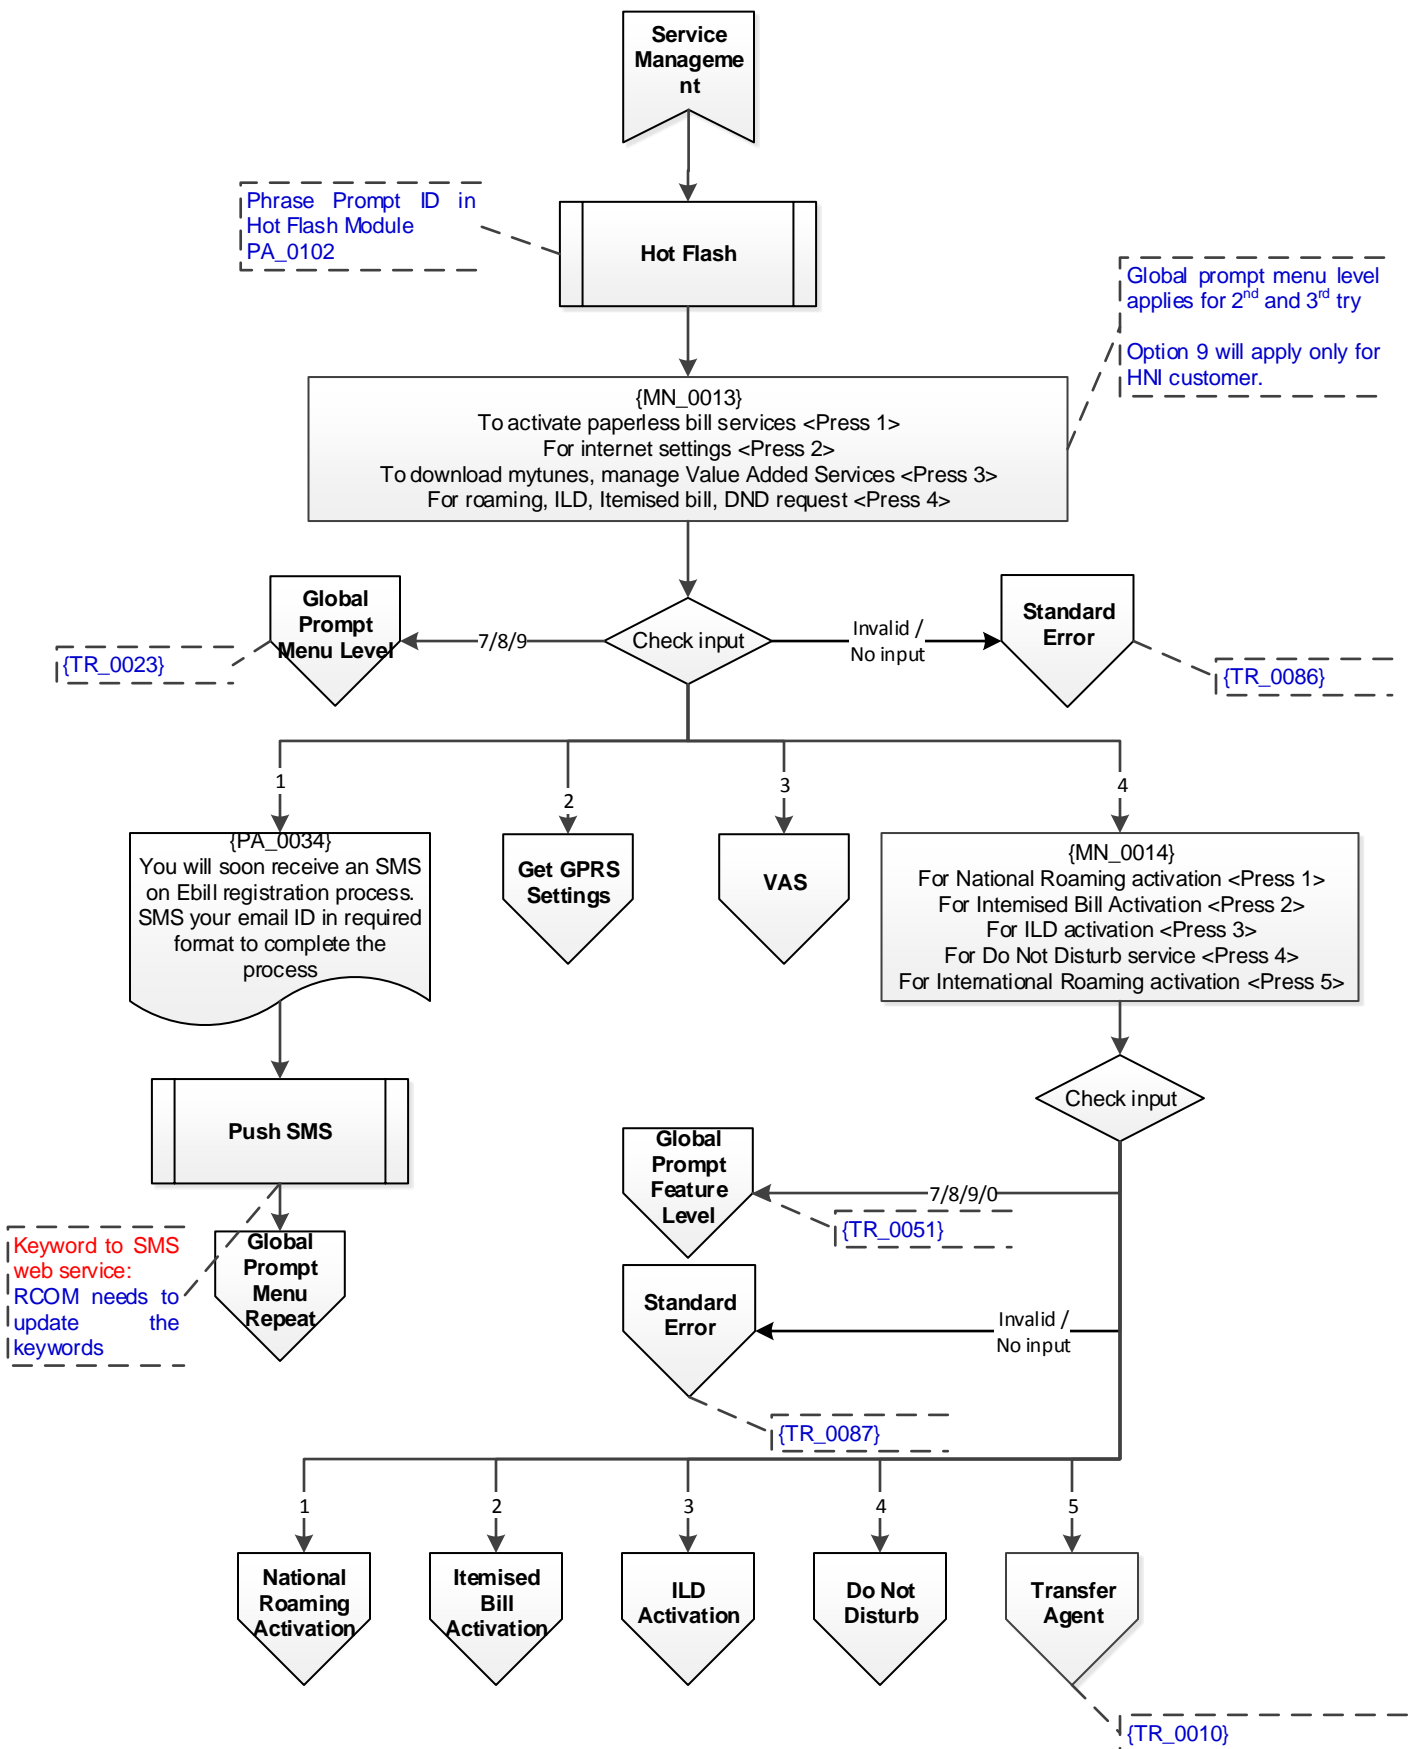 Service
Manageme
nt
Phrase Prompt ID in
Hot Flash Module
PA_0102
Hot Flash
Global prompt menu level
applies for 2nd and 3rd try
Option 9 will apply only for
HNI customer.
{MN_0013}
To activate paperless bill services <Press 1>
For internet settings <Press 2>
To download mytunes, manage Value Added Services <Press 3>
For roaming, ILD, Itemised bill, DND request <Press 4>
Global
Prompt
Menu Level
{TR_0023}
7/8/9
Check input
Invalid /
No input
Standard
Error
{TR_0086}
1
2
3
4
{PA_0034}
You will soon receive an SMS
on Ebill registration process.
SMS your email ID in required
format to complete the
process
Get GPRS
Settings
VAS
{MN_0014}
For National Roaming activation <Press 1>
For Intemised Bill Activation <Press 2>
For ILD activation <Press 3>
For Do Not Disturb service <Press 4>
For International Roaming activation <Press 5>
Push SMS
Check input
Global
Prompt
Feature
Level
7/8/9/0
{TR_0051}
Keyword to SMS
web service:
RCOM needs to
update the
keywords
Global
Prompt
Menu
Repeat
Standard
Error
Invalid /
No input
{TR_0087}
1
2
3
4
5
National
Roaming
Activation
Itemised
Bill
Activation
ILD
Activation
Do Not
Disturb
Transfer
Agent
{TR_0010}